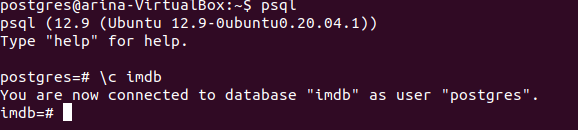 postgres@arina-VirtualBox:~$ psql
psql (12.9 (Ubuntu 12.9-0ubuntu0.20.04.1))
Type "help" for help.
postgres=# \c imdb
You are now connected to database "imdb" as user "postgres".
imdb=#